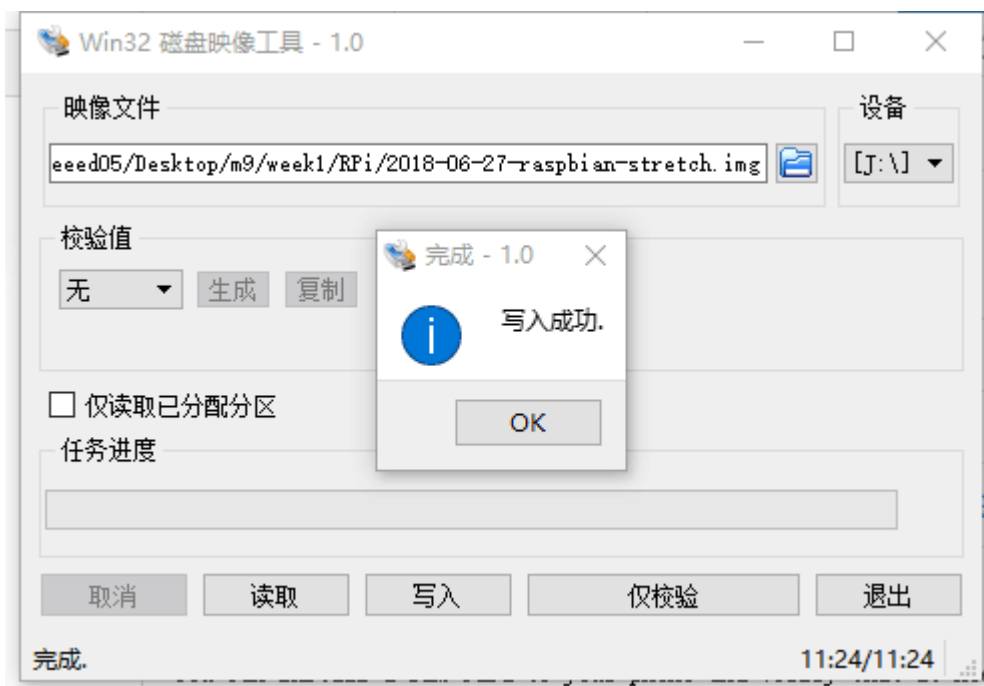 Win32 磁盘映像工具 - 1.0
映像文件
设备
eeed05/Desktop/m9/week1/RPi/2018-06-27-raspbian-stretch.img
[J:\]
校验值
无
生成
复制
完成 - 1.0
写入成功.
OK
仅读取已分配分区
任务进度
取消
读取
写入
仅校验
退出
完成.
11:24/11:24